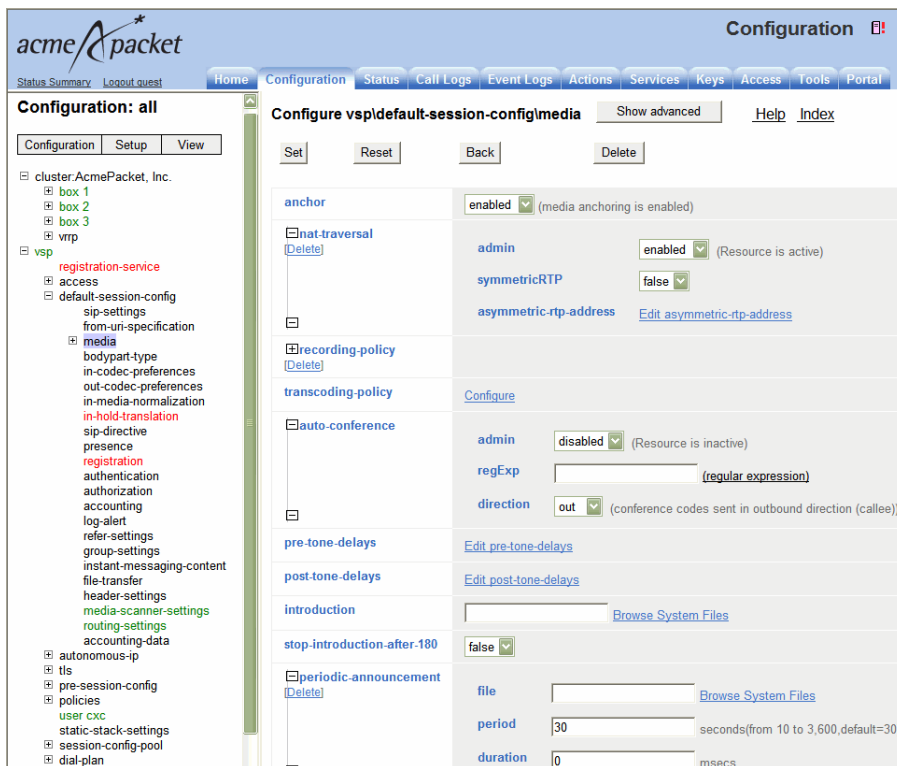 acme packet
Configuration
Status Summary Logout guest
Home Configuration Status Call Logs Event Logs Actions Services Keys Access Tools Portal
Configuration: all
Configuration Setup View
cluster:AcmePacket, Inc.
box 1
box 2
box 3
vrrp
vsp
registration-service
access
default-session-config
sip-settings
from-uri-specification
media
bodypart-type
in-codec-preferences
out-codec-preferences
in-media-normalization
in-hold-translation
sip-directive
presence
registration
authentication
authorization
accounting
log-alert
refer-settings
group-settings
instant-messaging-content
file-transfer
header-settings
media-scanner-settings
routing-settings
accounting-data
autonomous-ip
tls
pre-session-config
policies
user cxc
static-stack-settings
session-config-pool
dial-plan
Configure vsp\default-session-config\media Show advanced Help Index
Set Reset Back Delete
anchor enabled (media anchoring is enabled)
nat-traversal
[Delete]
admin enabled (Resource is active)
symmetricRTP false
asymmetric-rtp-address Edit asymmetric-rtp-address
recording-policy
[Delete]
transcoding-policy Configure
auto-conference
admin disabled (Resource is inactive)
regExp (regular expression)
direction out (conference codes sent in outbound direction (callee))
pre-tone-delays Edit pre-tone-delays
post-tone-delays Edit post-tone-delays
introduction Browse System Files
stop-introduction-after-180 false
periodic-announcement
[Delete]
file Browse System Files
period 30 seconds(from 10 to 3,600,default=30
duration 0 msecs